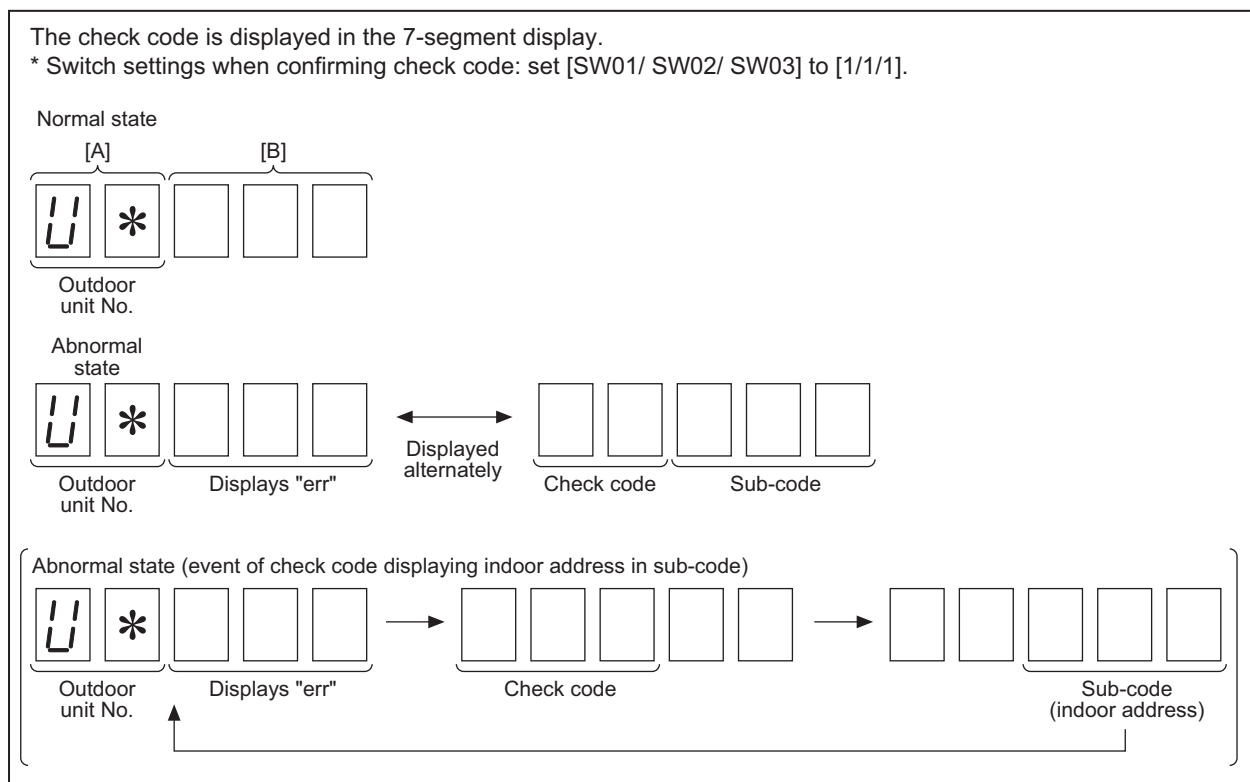 The check code is displayed in the 7-segment display.
* Switch settings when confirming check code: set [SW01/ SW02/ SW03] to [1/1/1].
Normal state
[A] [B]
U *
Outdoor
unit No.
Abnormal
state
U *
Displayed
alternately
Outdoor
unit No.
Displays "err"
Check code
Sub-code
Abnormal state (event of check code displaying indoor address in sub-code)
U *
Outdoor
unit No.
Displays "err"
Check code
Sub-code
(indoor address)